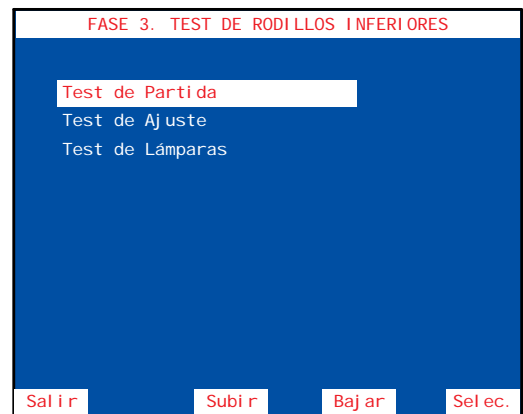 FASE 3. TEST DE RODILLOS INFERIORES
Test de Partida
Test de Ajuste
Test de Lámparas
Salir Subir Bajar Selec.